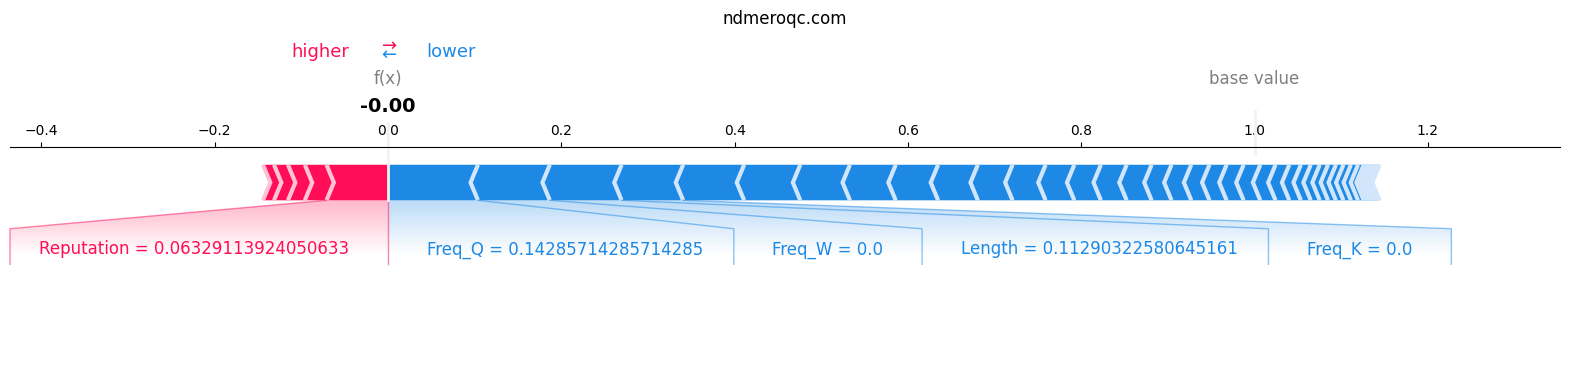 ndmeroqc.com
higher ⇄ lower
f(x) base value
-0.00
−0.4 −0.2 0.0 0.2 0.4 0.6 0.8 1.0 1.2
Reputation = 0.06329113924050633 Freq_Q = 0.14285714285714285 Freq_W = 0.0 Length = 0.11290322580645161 Freq_K = 0.0